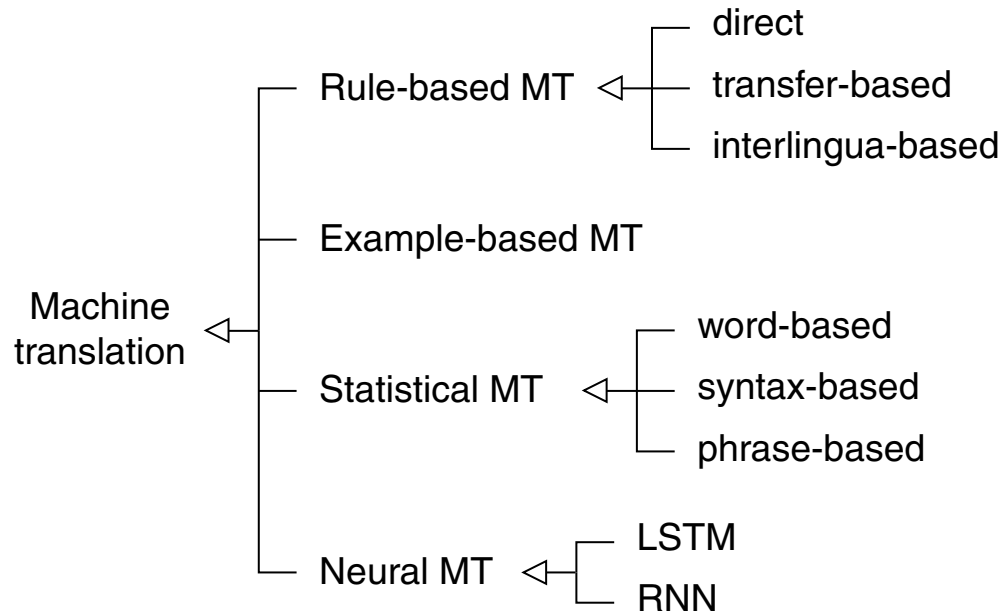 direct
Rule-based MT
transfer-based
interlingua-based
Example-based MT
Machine
translation
word-based
Statistical MT
syntax-based
phrase-based
LSTM
Neural MT
RNN